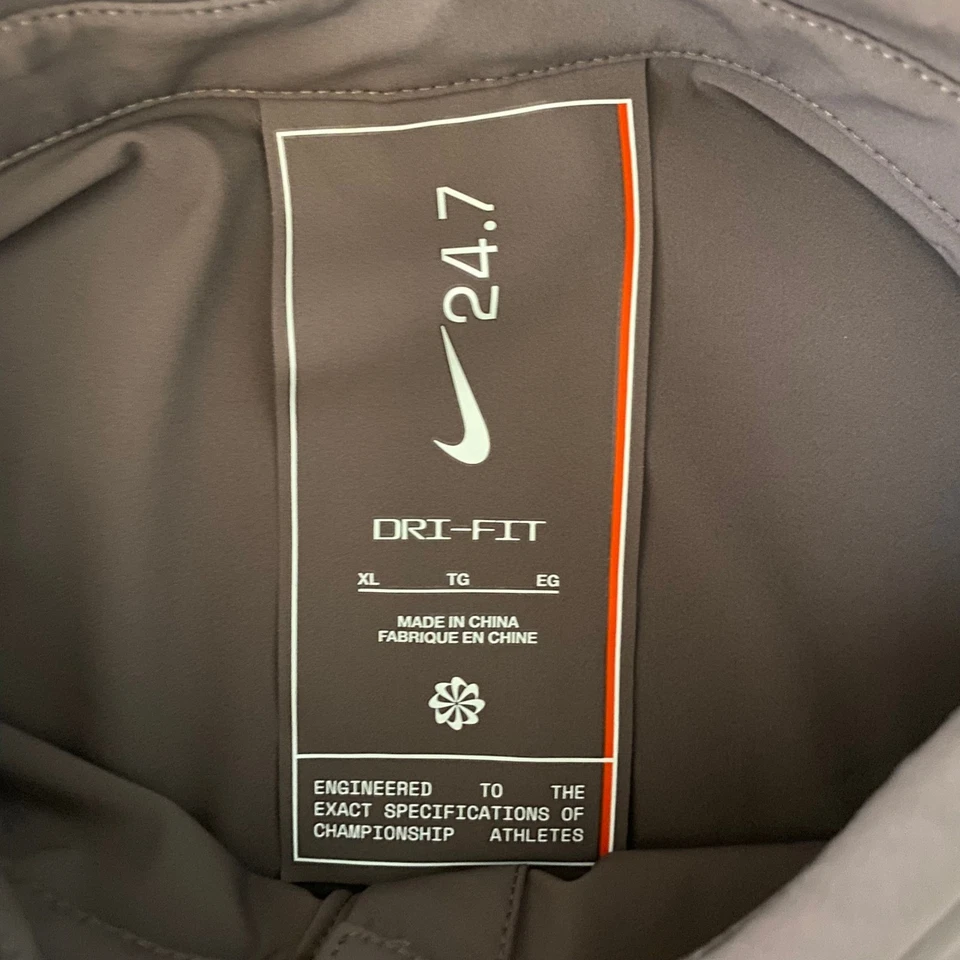 24.7
DRI-FIT
XL TG EG
MADE IN CHINA
FABRIQUE EN CHINE
ENGINEERED TO THE
EXACT SPECIFICATIONS OF
CHAMPIONSHIP ATHLETES